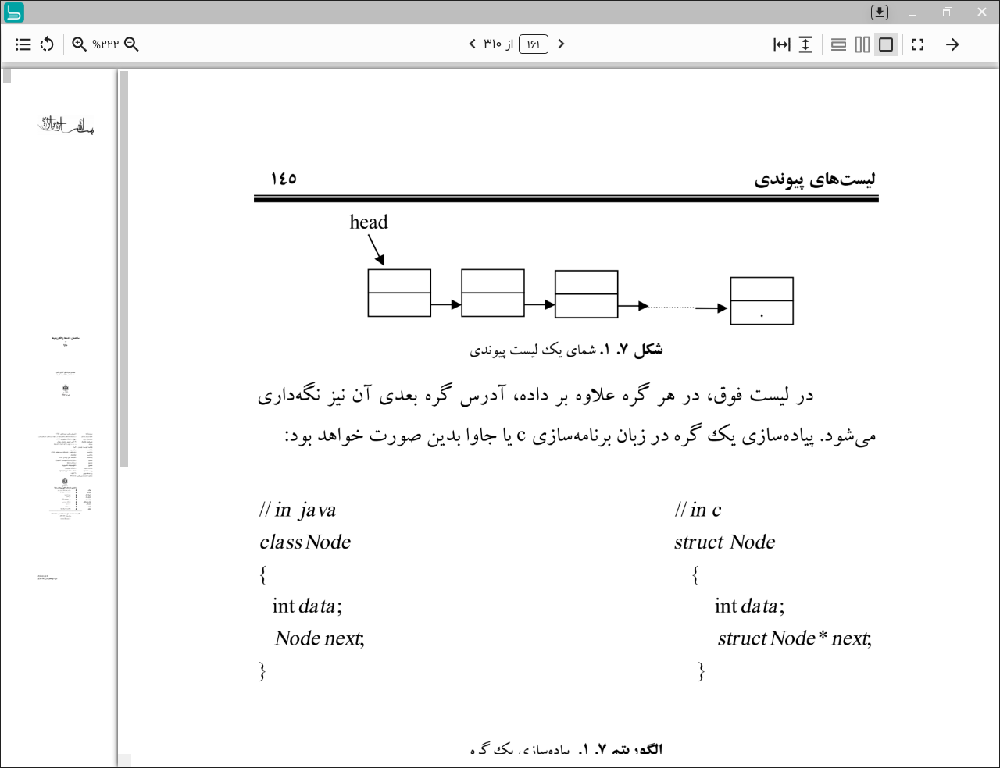 %۲۲۲
۱۶۱ از ۳۱۰
لیست‌های پیوندی ١٤٥
head
شکل ۷. ۱. شمای یک لیست پیوندی
در لیست فوق، در هر گره علاوه بر داده، آدرس گره بعدی آن نیز نگه‌داری
می‌شود. پیاده‌سازی یک گره در زبان برنامه‌سازی c یا جاوا بدین صورت خواهد بود:
// in java
class Node
{
int data;
Node next;
}
// in c
struct Node
{
int data;
struct Node * next;
}
الگوریتم ۷. ۱. پیاده‌سازی یک گره